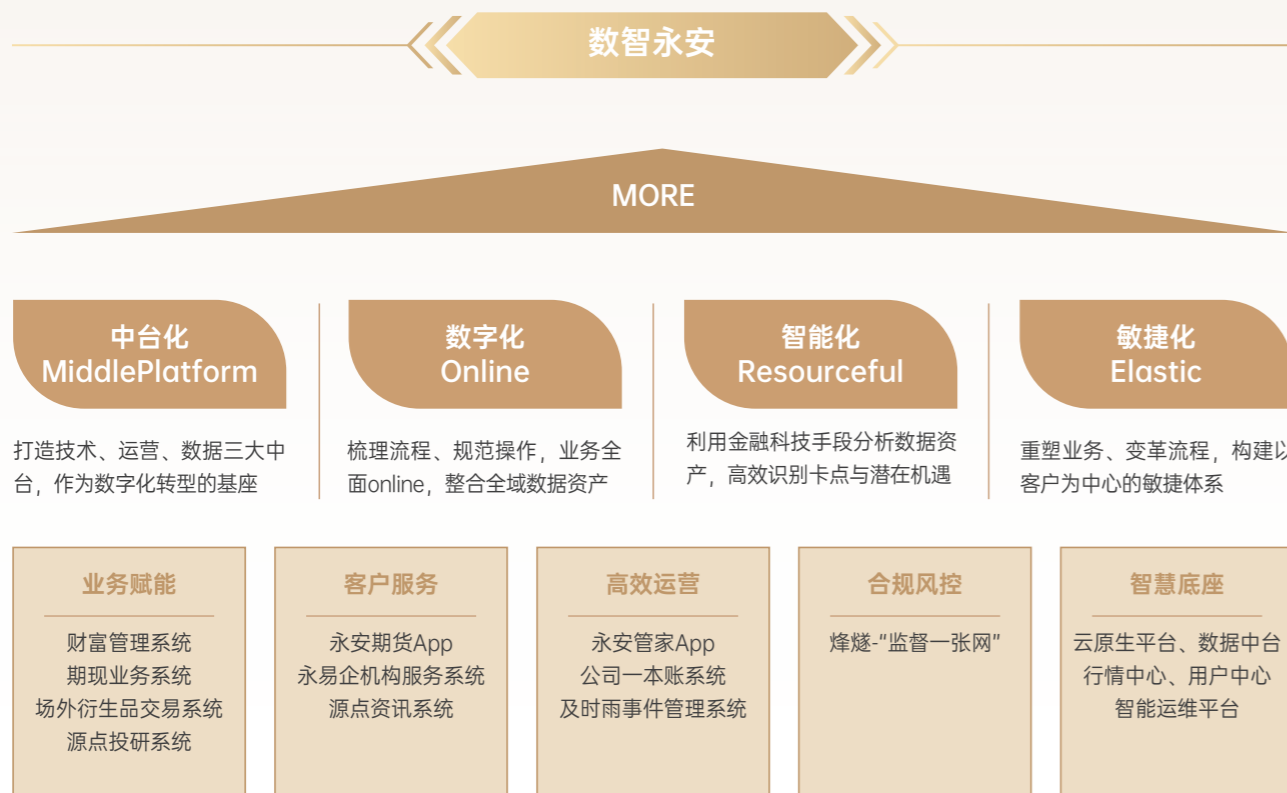 数智永安
MORE
中台化
MiddlePlatform
打造技术、运营、数据三大中
台，作为数字化转型的基座
数字化
Online
梳理流程、规范操作，业务全
面online，整合全域数据资产
智能化
Resourceful
利用金融科技手段分析数据资
产，高效识别卡点与潜在机遇
敏捷化
Elastic
重塑业务、变革流程，构建以
客户为中心的敏捷体系
业务赋能
财富管理系统
期现业务系统
场外衍生品交易系统
源点投研系统
客户服务
永安期货App
永易企机构服务系统
源点资讯系统
高效运营
永安管家App
公司一本账系统
及时雨事件管理系统
合规风控
烽燧-“监督一张网”
智慧底座
云原生平台、数据中台
行情中心、用户中心
智能运维平台